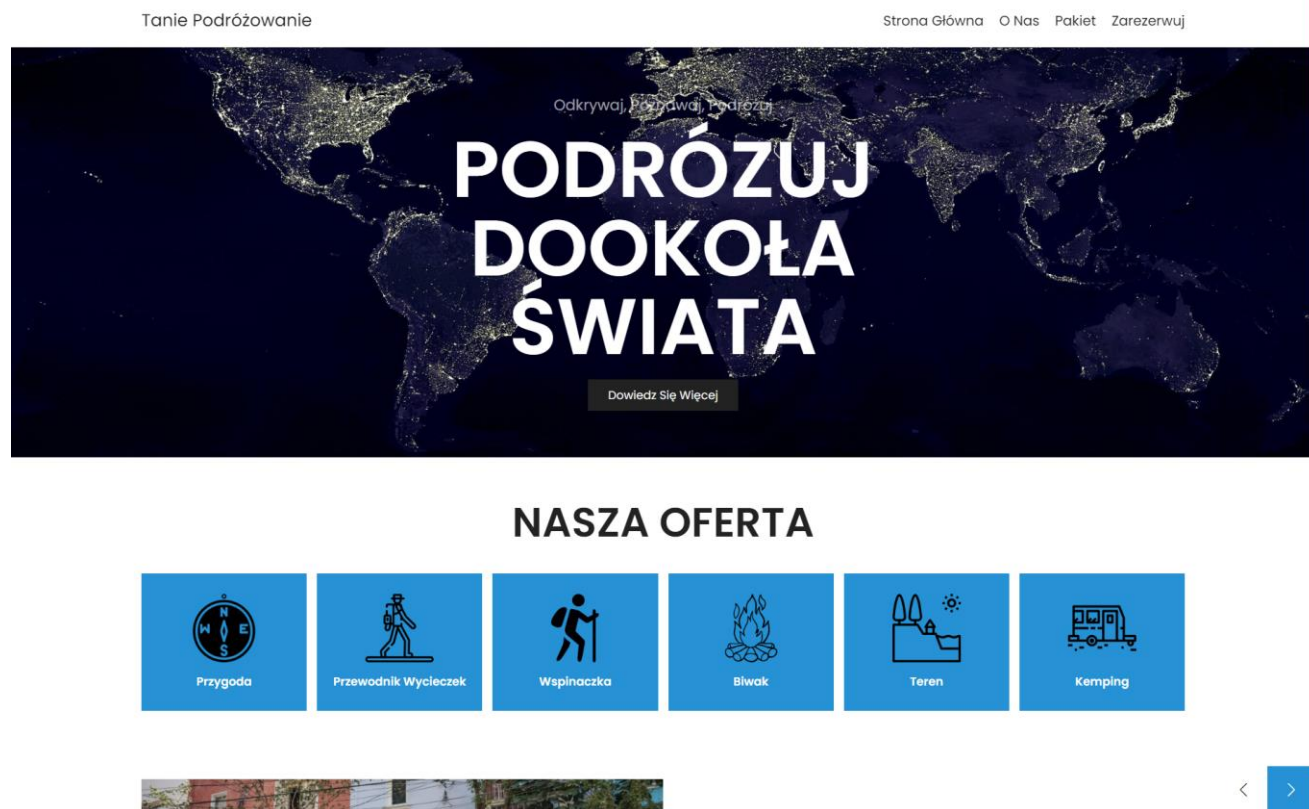 Tanie Podróżowanie
Strona Główna O Nas Pakiet Zarezerwuj
Odkrywaj, Poznawaj, Podróżuj
PODRÓZUJ
DOOKOŁA
ŚWIATA
Dowiedz Się Więcej
NASZA OFERTA
N
W E
S
Przygoda
Przewodnik Wycieczek
Wspinaczka
Biwak
Teren
Kemping